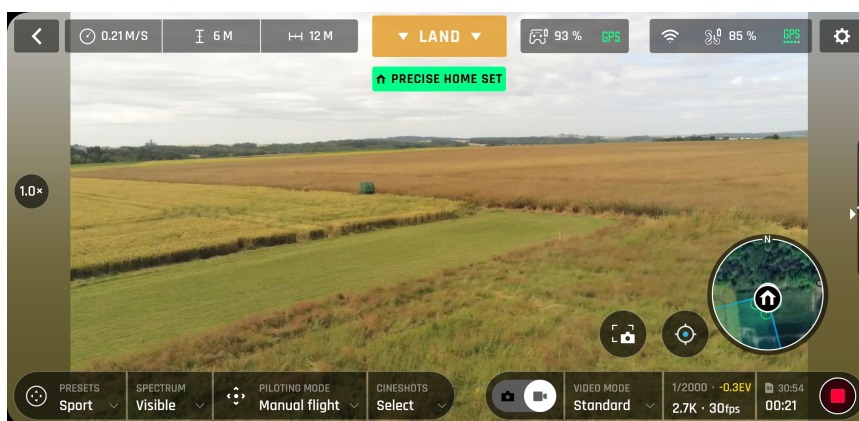 0.21 M/S
6 M
12 M
LAND
93 %
GPS
85 %
GPS
PRECISE HOME SET
1.0×
N
PRESETS
Sport
SPECTRUM
Visible
PILOTING MODE
Manual flight
CINESHOTS
Select
VIDEO MODE
Standard
1/2000 · -0.3EV
2.7K · 30fps
30:54
00:21